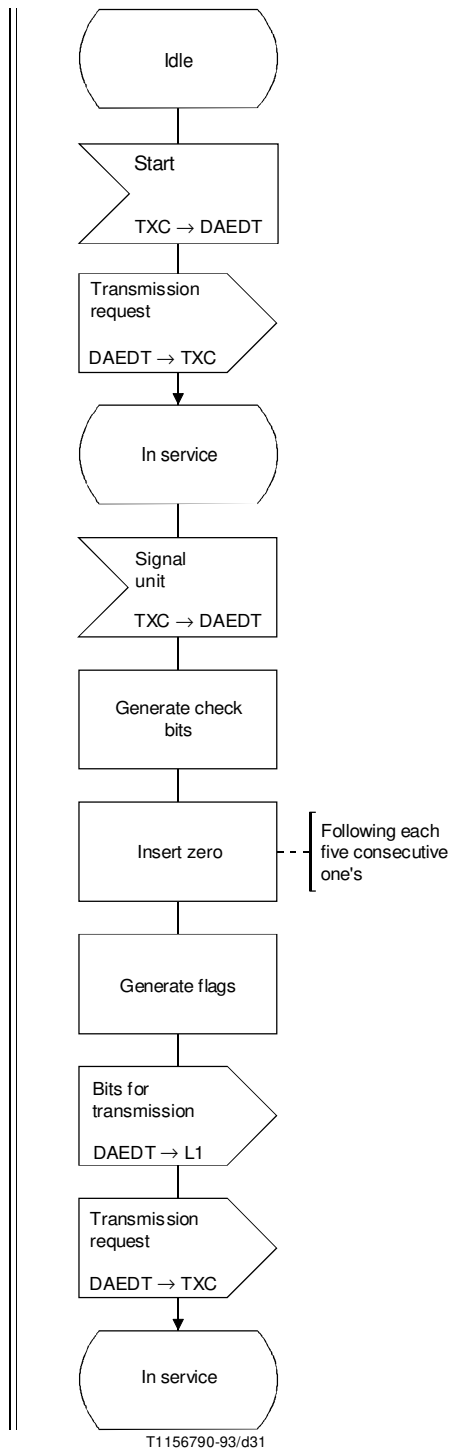 Idle
Start
TXC → DAEDT
Transmission
request
DAEDT → TXC
In service
Signal
unit
TXC → DAEDT
Generate check
bits
Insert zero
Following each
five consecutive
one's
Generate flags
Bits for
transmission
DAEDT → L1
Transmission
request
DAEDT → TXC
In service
T1156790-93/d31